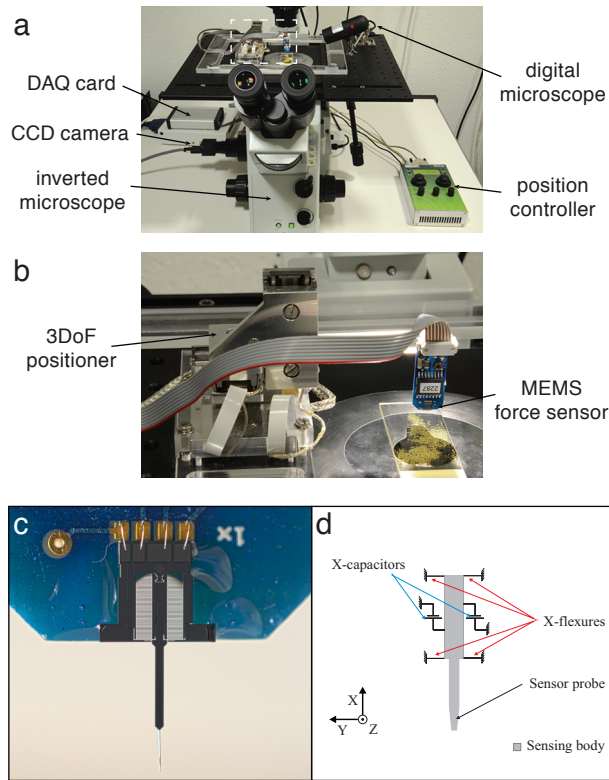 a
DAQ card
CCD camera
inverted
microscope
digital
microscope
position
controller
b
3DoF
positioner
2207
MEMS
force sensor
c
1x
d
X-capacitors
X-flexures
Sensor probe
X
Y
Z
Sensing body